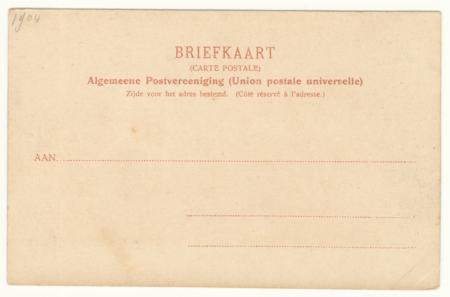 1904
BRIEFKAART
(CARTE POSTALE)
Algemeene Postvereeniging (Union postale universelle)
Zijde voor het adres bestemd. (Côté réservé à l'adresse.)
AAN